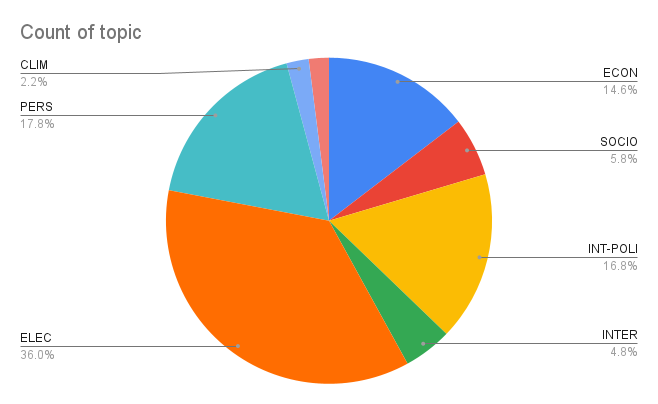 Count of topic
CLIM
2.2%
PERS
17.8%
ELEC
36.0%
ECON
14.6%
SOCIO
5.8%
INT-POLI
16.8%
INTER
4.8%